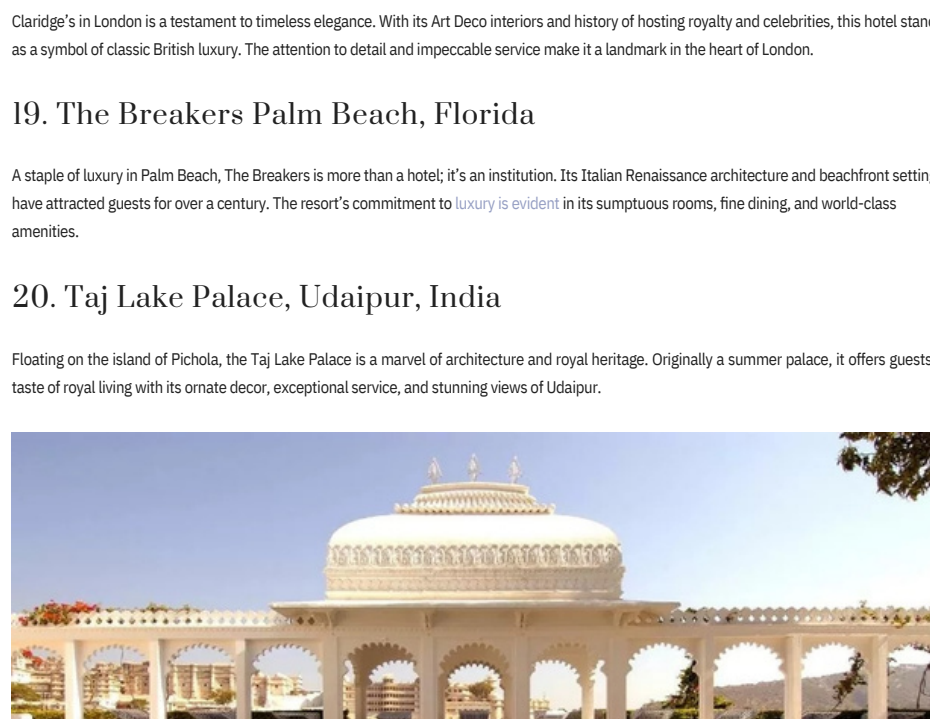 Claridge’s in London is a testament to timeless elegance. With its Art Deco interiors and history of hosting royalty and celebrities, this hotel stan
as a symbol of classic British luxury. The attention to detail and impeccable service make it a landmark in the heart of London.
19. The Breakers Palm Beach, Florida
A staple of luxury in Palm Beach, The Breakers is more than a hotel; it’s an institution. Its Italian Renaissance architecture and beachfront settin
have attracted guests for over a century. The resort’s commitment to luxury is evident in its sumptuous rooms, fine dining, and world-class
amenities.
20. Taj Lake Palace, Udaipur, India
Floating on the island of Pichola, the Taj Lake Palace is a marvel of architecture and royal heritage. Originally a summer palace, it offers guests
taste of royal living with its ornate decor, exceptional service, and stunning views of Udaipur.